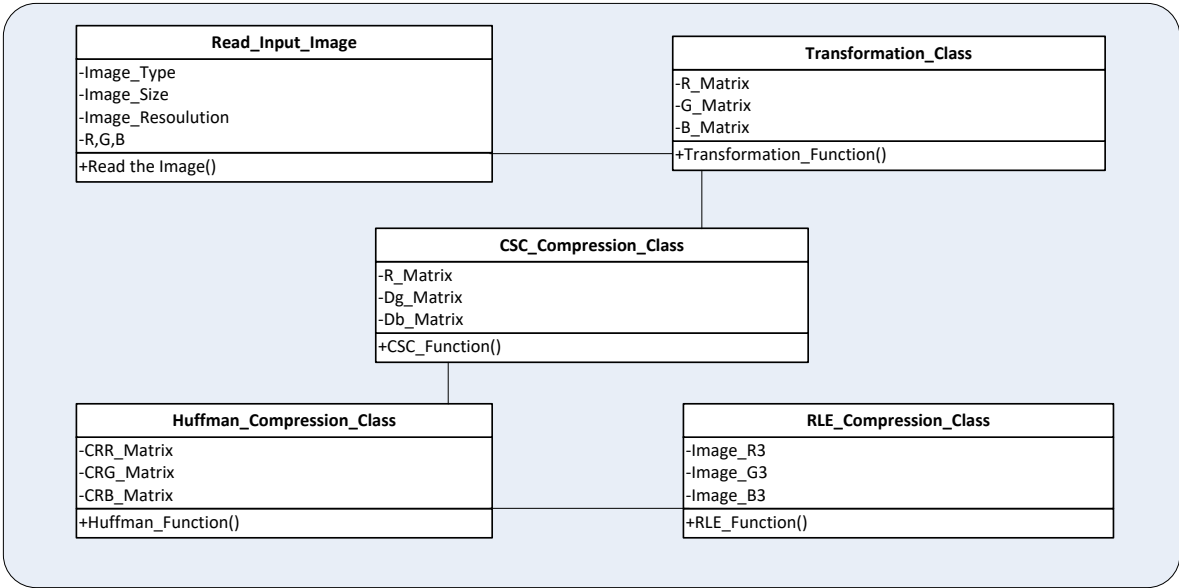 Read_Input_Image
-Image_Type
-Image_Size
-Image_Resoulution
-R,G,B
+Read the Image()
Transformation_Class
-R_Matrix
-G_Matrix
-B_Matrix
+Transformation_Function()
CSC_Compression_Class
-R_Matrix
-Dg_Matrix
-Db_Matrix
+CSC_Function()
Huffman_Compression_Class
-CRR_Matrix
-CRG_Matrix
-CRB_Matrix
+Huffman_Function()
RLE_Compression_Class
-Image_R3
-Image_G3
-Image_B3
+RLE_Function()